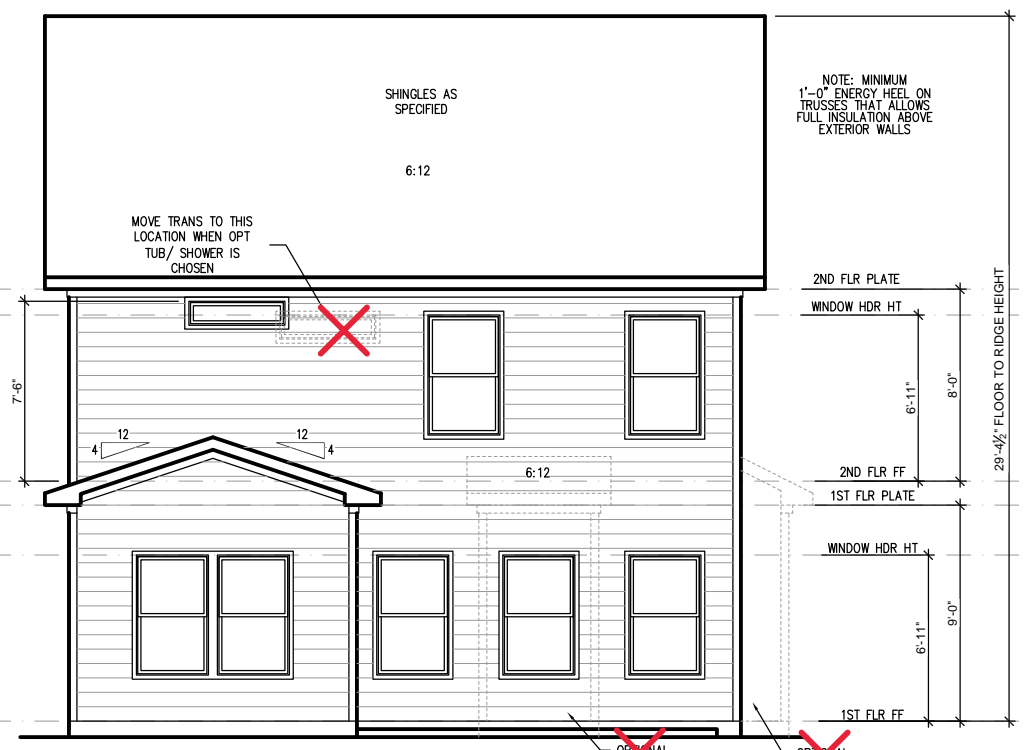 SHINGLES AS
SPECIFIED
6:12
NOTE: MINIMUM
1'-0" ENERGY HEEL ON
TRUSSES THAT ALLOWS
FULL INSULATION ABOVE
EXTERIOR WALLS
MOVE TRANS TO THIS
LOCATION WHEN OPT
TUB/ SHOWER IS
CHOSEN
2ND FLR PLATE
WINDOW HDR HT
29'-4½" FLOOR TO RIDGE HEIGHT
7'-6"
6'-11"
8'-0"
12
4
12
4
6:12
2ND FLR FF
1ST FLR PLATE
WINDOW HDR HT
6'-11"
9'-0"
1ST FLR FF